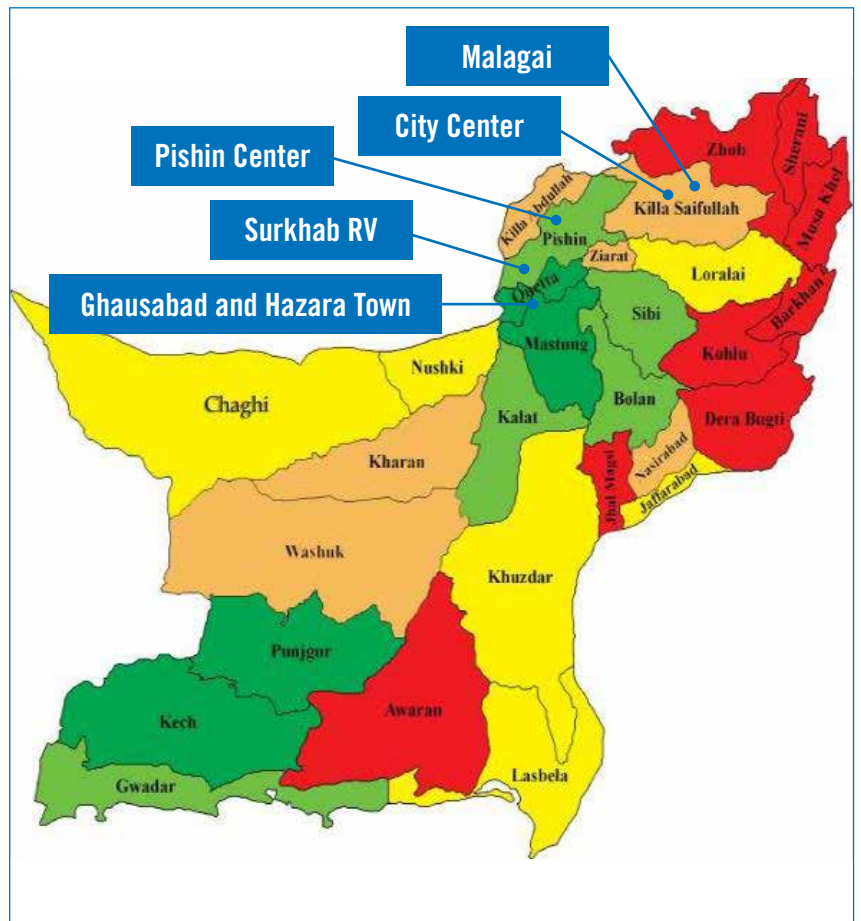 Malagai
City Center
Pishin Center
Surkhab RV
Ghausabad and Hazara Town
Zhob
Sherani
Musa Khel
Killa Abdullah
Killa Saifullah
Pishin
Ziarat
Loralai
Barkhan
Quetta
Sibi
Mastung
Kohlu
Nushki
Chaghi
Bolan
Dera Bugti
Kalat
Nasirabad
Kharan
Jhal Magsi
Jaffarabad
Washuk
Khuzdar
Punjgur
Awaran
Kech
Lasbela
Gwadar